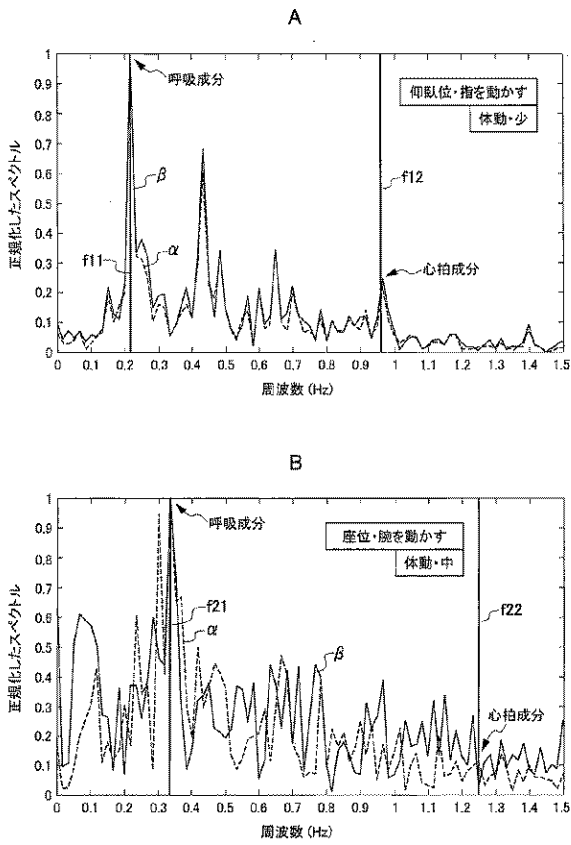 A
呼吸成分
仰臥位・指を動かす
体動・少
β
f12
f11
α
心拍成分
正規化したスペクトル
1
0.9
0.8
0.7
0.6
0.5
0.4
0.3
0.2
0.1
0
0 0.1 0.2 0.3 0.4 0.5 0.6 0.7 0.8 0.9 1 1.1 1.2 1.3 1.4 1.5
周波数 (Hz)
B
呼吸成分
座位・腕を動かす
体動・中
f21
f22
α
β
心拍成分
正規化したスペクトル
1
0.9
0.8
0.7
0.6
0.5
0.4
0.3
0.2
0.1
0
0 0.1 0.2 0.3 0.4 0.5 0.6 0.7 0.8 0.9 1 1.1 1.2 1.3 1.4 1.5
周波数 (Hz)